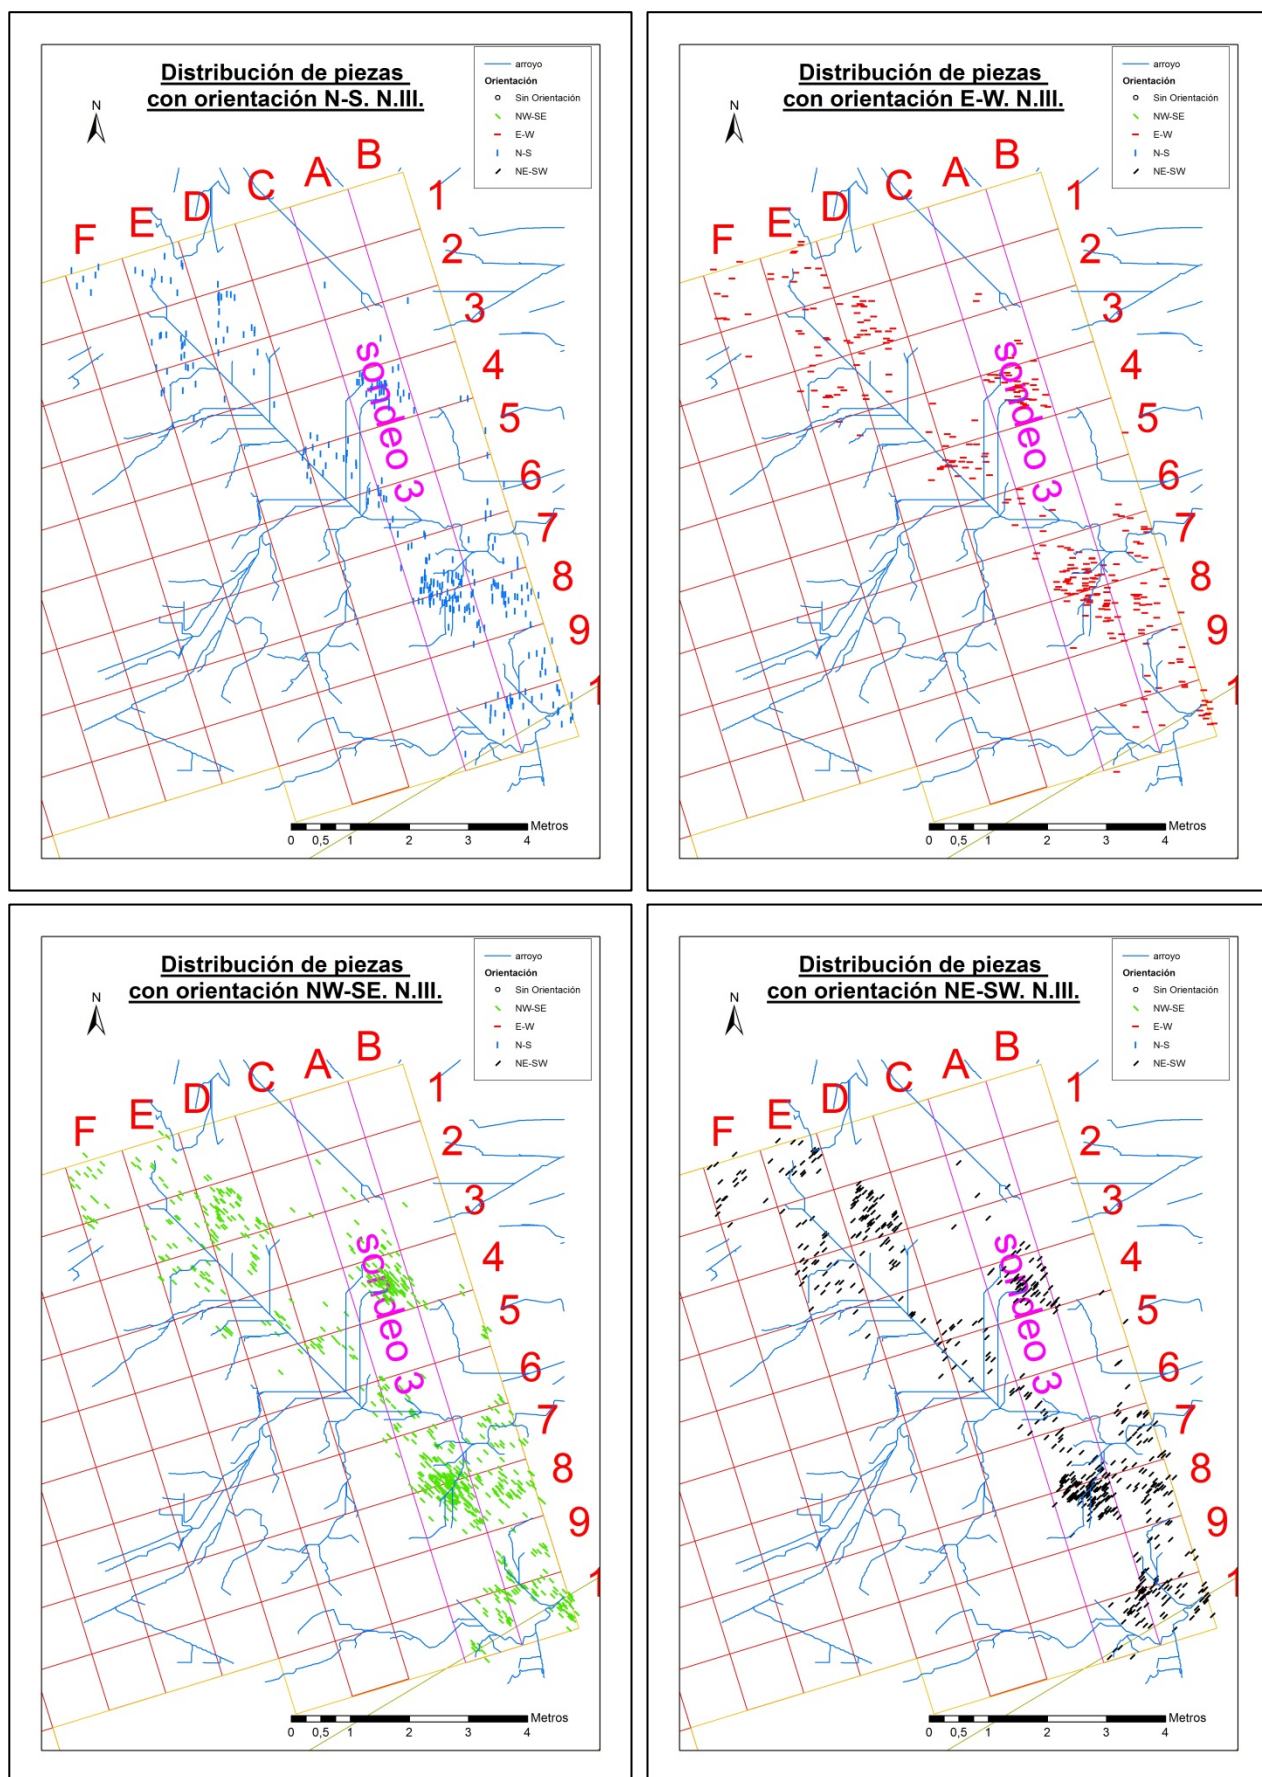 Distribución de piezas
con orientación N-S. N.III.
arroyo
Orientación
Sin Orientación
NW-SE
E-W
N-S
NE-SW
N
B
A
C
D
E
F
1
2
3
4
5
6
7
8
9
1
sondeo 3
Metros
0 0,5 1 2 3 4
Distribución de piezas
con orientación E-W. N.III.
arroyo
Orientación
Sin Orientación
NW-SE
E-W
N-S
NE-SW
N
B
A
C
D
E
F
1
2
3
4
5
6
7
8
9
1
sondeo 3
Metros
0 0,5 1 2 3 4
Distribución de piezas
con orientación NW-SE. N.III.
arroyo
Orientación
Sin Orientación
NW-SE
E-W
N-S
NE-SW
N
B
A
C
D
E
F
1
2
3
4
5
6
7
8
9
1
sondeo 3
Metros
0 0,5 1 2 3 4
Distribución de piezas
con orientación NE-SW. N.III.
arroyo
Orientación
Sin Orientación
NW-SE
E-W
N-S
NE-SW
N
B
A
C
D
E
F
1
2
3
4
5
6
7
8
9
1
sondeo 3
Metros
0 0,5 1 2 3 4